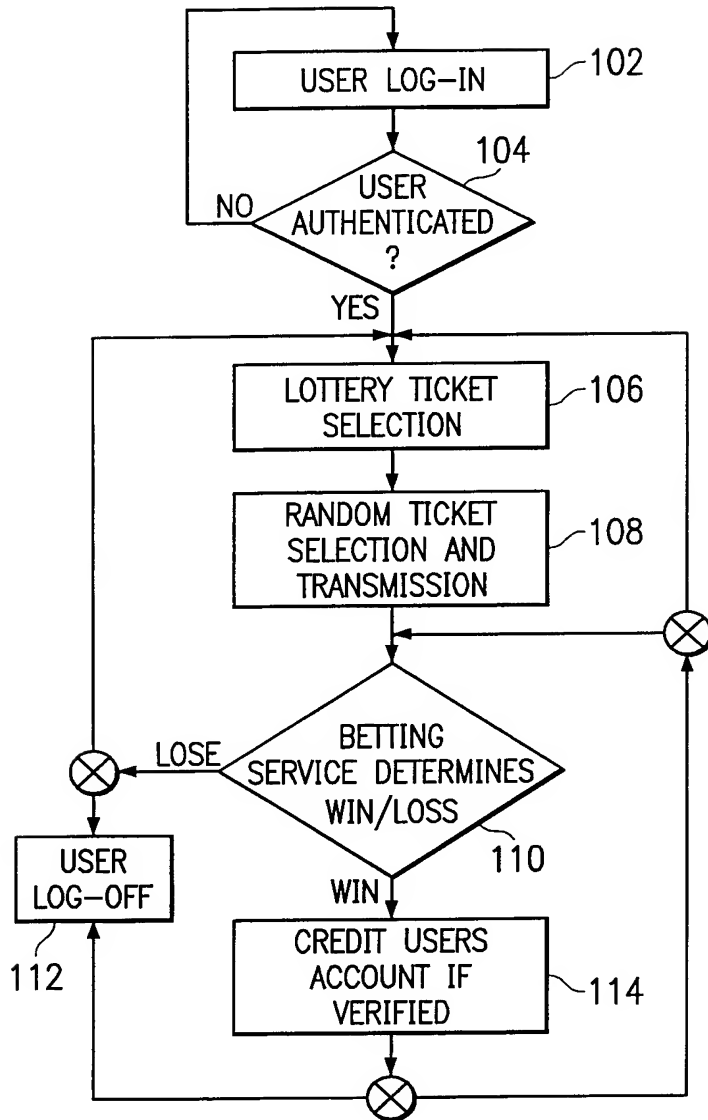 USER LOG-IN
102
104
USER
AUTHENTICATED
?
NO
YES
LOTTERY TICKET
SELECTION
106
RANDOM TICKET
SELECTION AND
TRANSMISSION
108
BETTING
SERVICE DETERMINES
WIN/LOSS
LOSE
110
WIN
USER
LOG-OFF
112
CREDIT USERS
ACCOUNT IF
VERIFIED
114